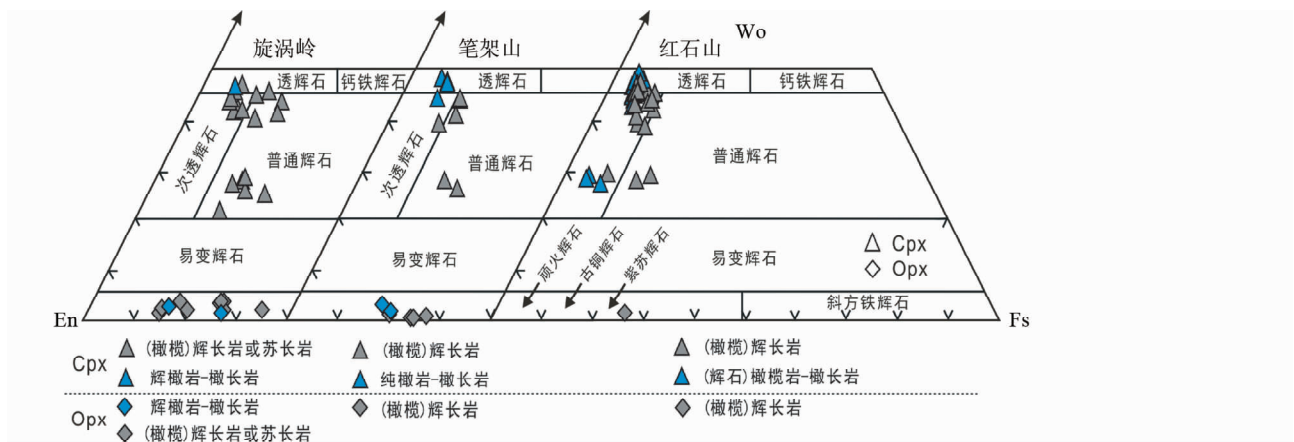 Wo
旋涡岭 笔架山 红石山
透辉石 钙铁辉石 透辉石 透辉石 钙铁辉石
次透辉石 普通辉石 次透辉石 普通辉石 普通辉石
易变辉石 易变辉石 顽火辉石 古铜辉石 紫苏辉石 易变辉石
Cpx
Opx
斜方铁辉石
En Fs
Cpx
(橄榄)辉长岩或苏长岩 (橄榄)辉长岩 (橄榄)辉长岩
辉橄岩-橄长岩 纯橄岩-橄长岩 (辉石)橄榄岩-橄长岩
Opx
辉橄岩-橄长岩 (橄榄)辉长岩 (橄榄)辉长岩
(橄榄)辉长岩或苏长岩